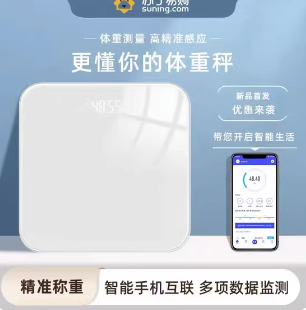 苏宁易购
suning.com
体重测量 高精准感应
更懂你的体重秤
新品首发
优惠来袭
带您开启智能生活
48.55
48.40
精准称重
智能手机互联 多项数据监测